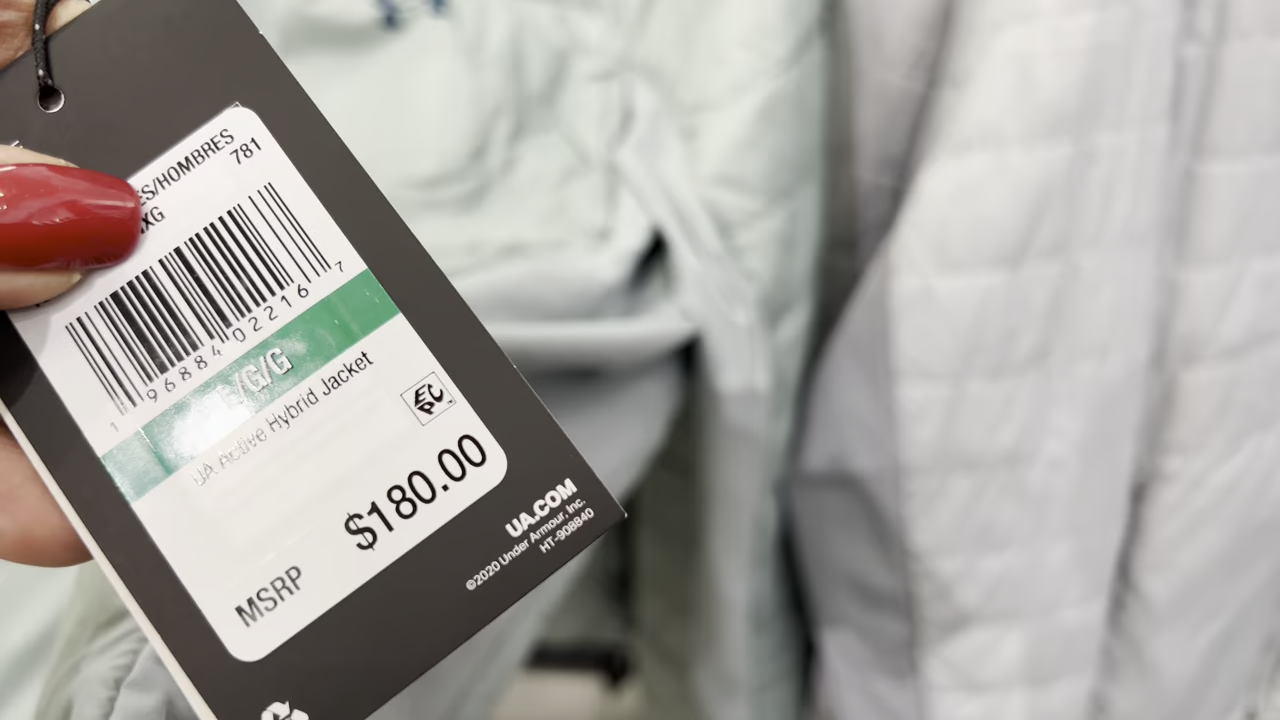 ES/HOMBRES
781
XG
1 96884 02216 7
/G/G
UA Active Hybrid Jacket
EPC
$180.00
MSRP
UA.COM
©2020 Under Armour, Inc.
HT-908840